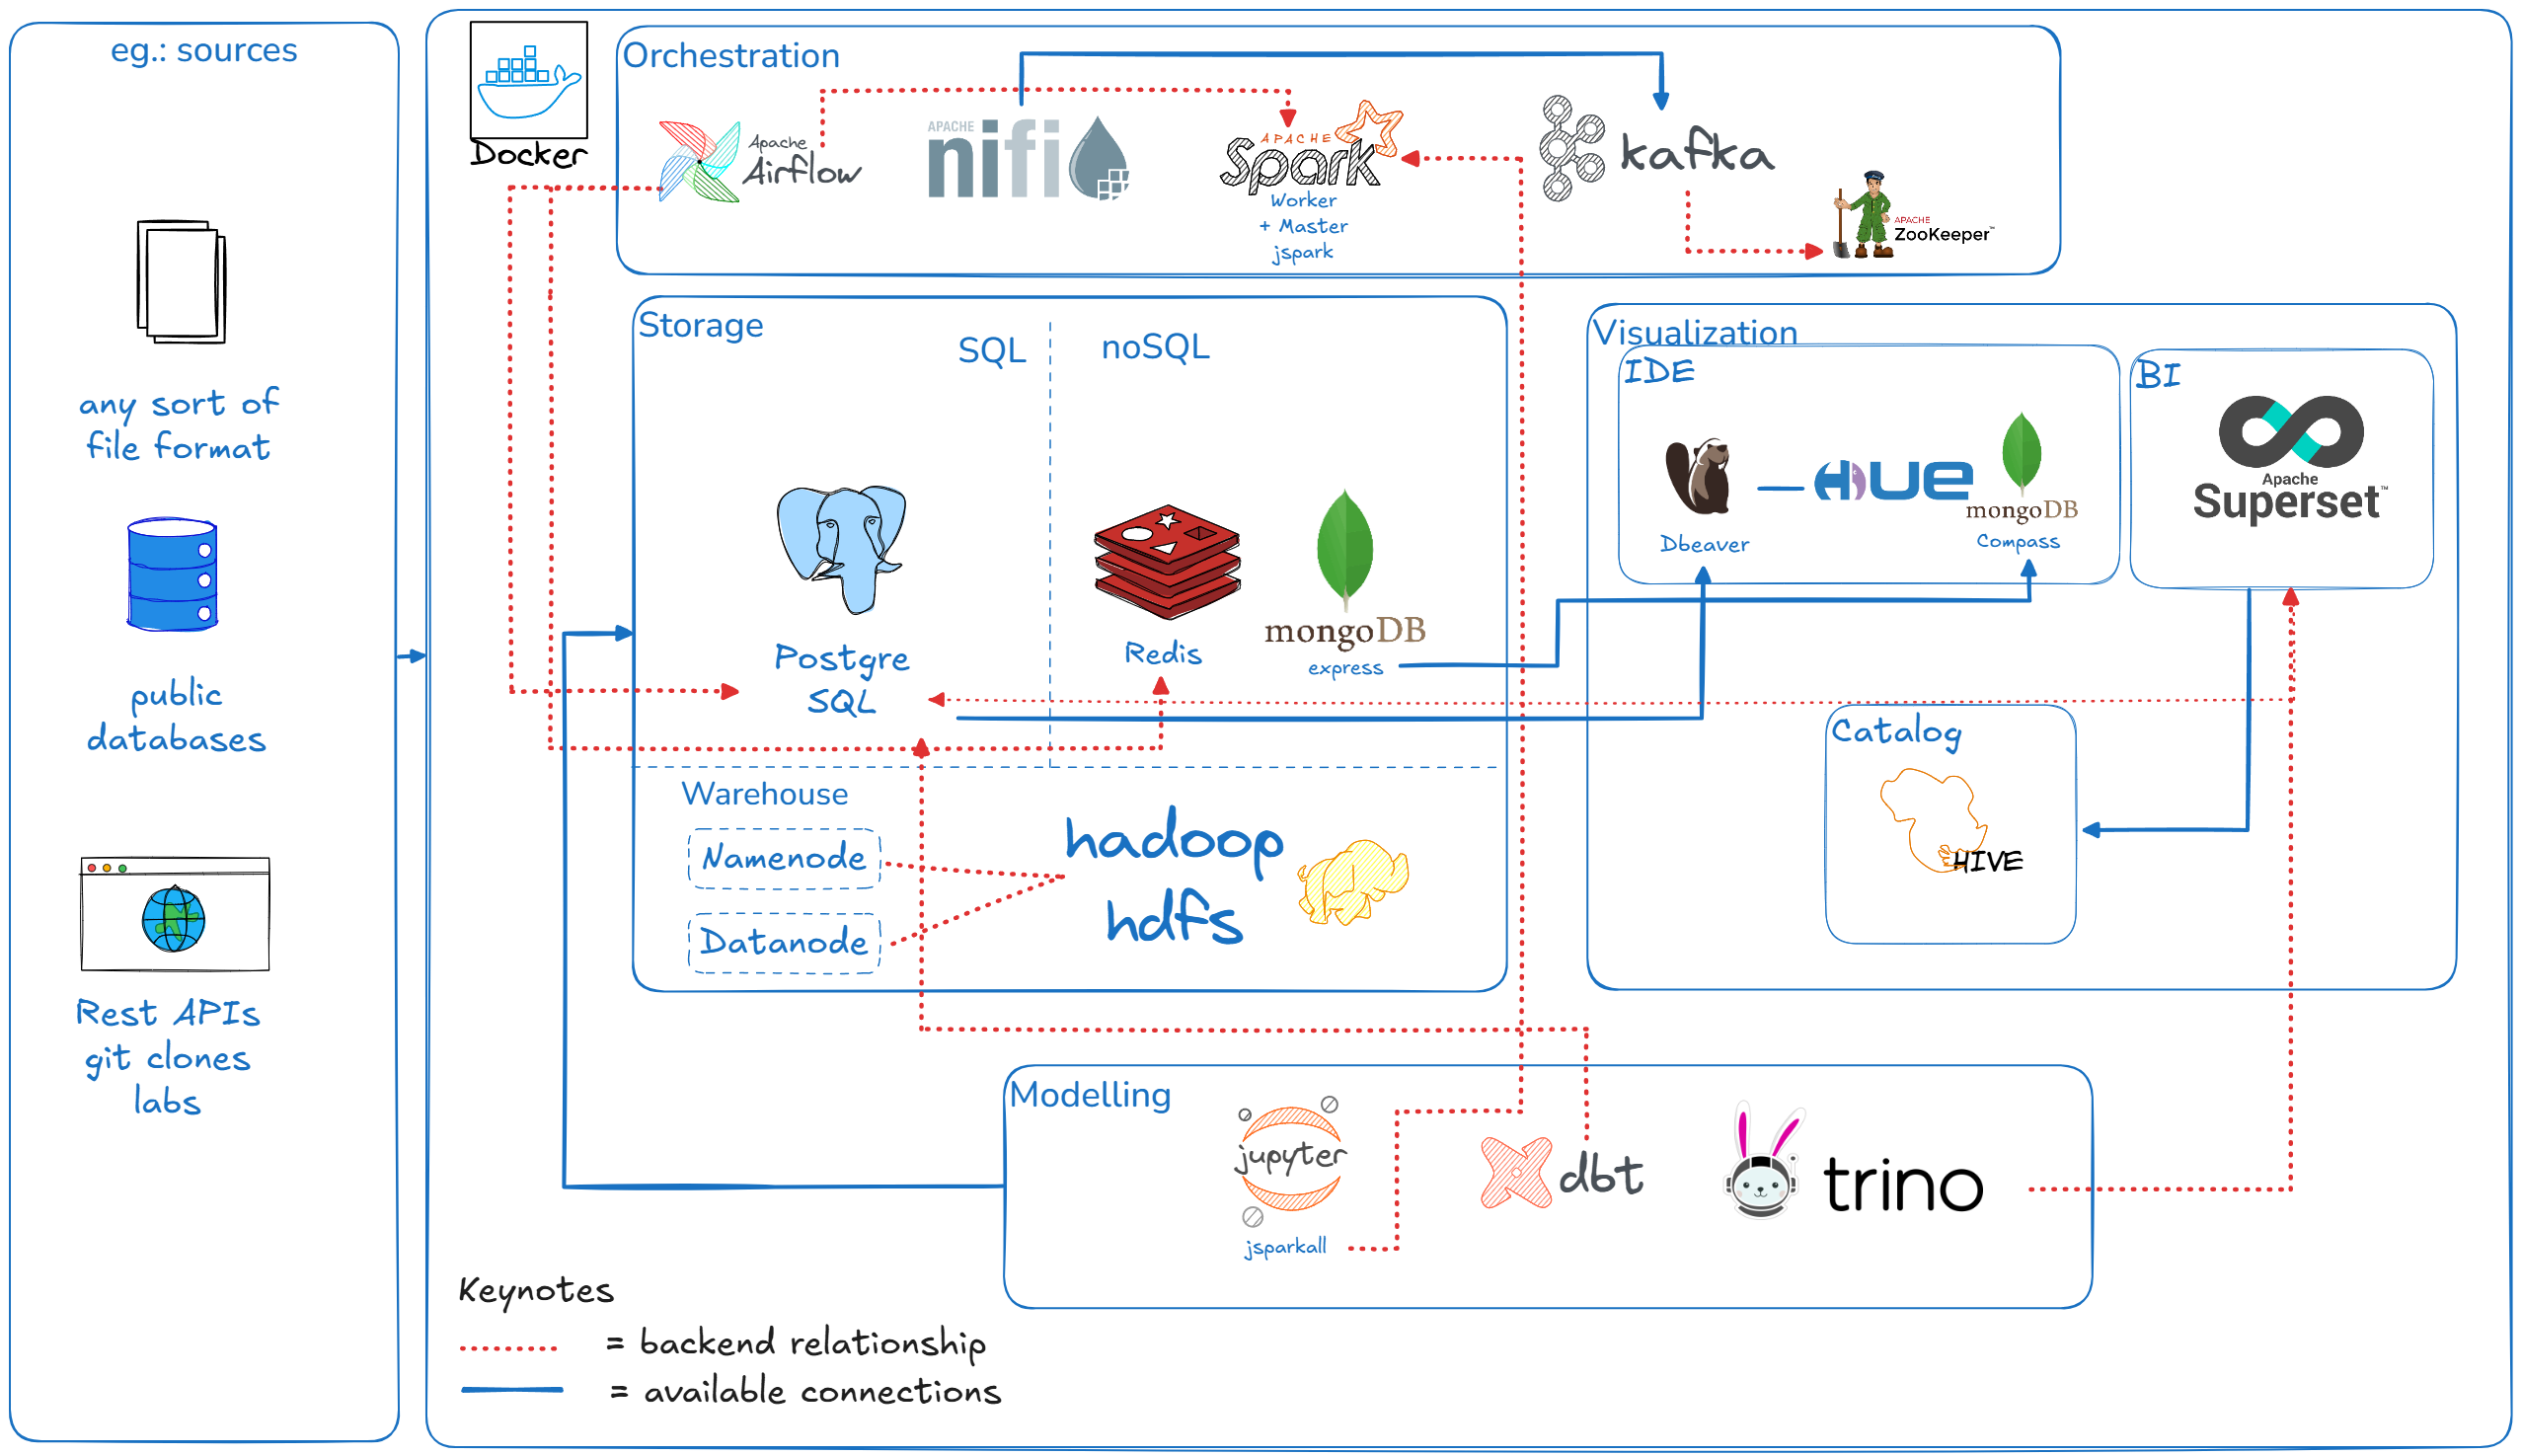 eg.: sources
any sort of
file format
public
databases
Rest APIs
git clones
labs
Docker
Orchestration
Apache
Airflow
APACHE
nifi
APACHE
Spark
Worker
+ Master
jspark
kafka
APACHE
ZooKeeper™
Storage
SQL
noSQL
Postgre
SQL
Redis
mongoDB
express
Warehouse
Namenode
Datanode
hadoop
hdfs
Visualization
IDE
Dbeaver
HUE
mongoDB
Compass
BI
Apache
Superset™
Catalog
HIVE
Modelling
jupyter
jsparkall
dbt
trino
Keynotes
= backend relationship
= available connections